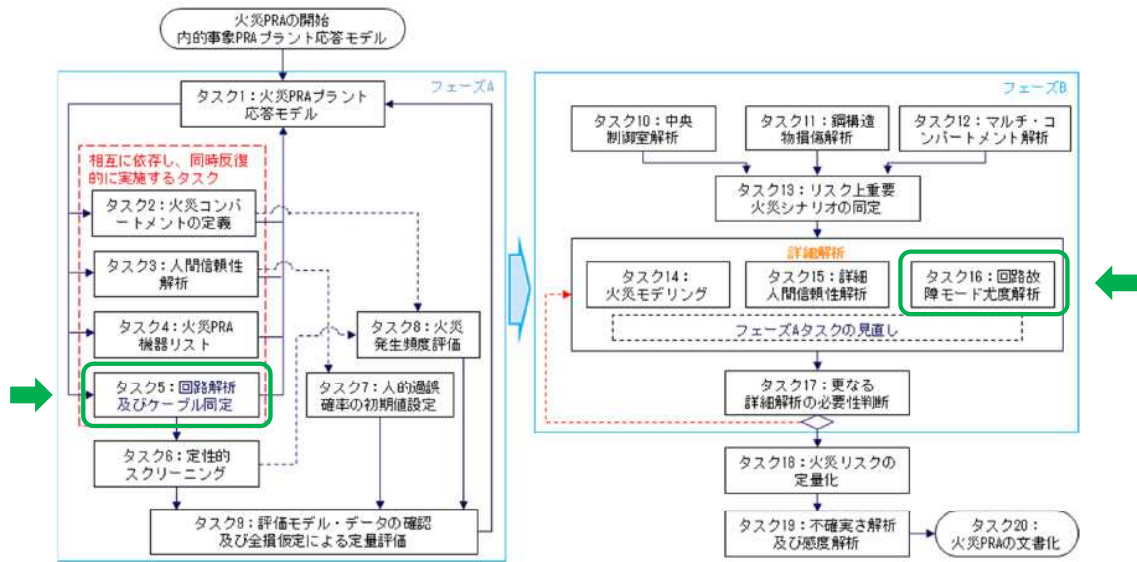 火災PRAの開始
内的事象PRAプラント応答モデル
フェーズA
タスク1：火災PRAプラント
応答モデル
相互に依存し、同時反復
的に実施するタスク
タスク2：火災コンパ
ートメントの定義
タスク3：人間信頼性
解析
タスク4：火災PRA
機器リスト
タスク5：回路解析
及びケーブル同定
タスク6：定性的
スクリーニング
タスク8：火災
発生頻度評価
タスク7：人的過誤
確率の初期値設定
タスク9：評価モデル・データの確認
及び全損仮定による定量評価
フェーズB
タスク10：中央
制御室解析
タスク11：鋼構造
物損傷解析
タスク12：マルチ・コ
ンパートメント解析
タスク13：リスク上重要
火災シナリオの同定
詳細解析
タスク14：
火災モデリング
タスク15：詳細
人間信頼性解析
タスク16：回路故
障モード尤度解析
フェーズAタスクの見直し
タスク17：更なる
詳細解析の必要性判断
タスク18：火災リスクの
定量化
タスク19：不確実さ解析
及び感度解析
タスク20：
火災PRAの文書化